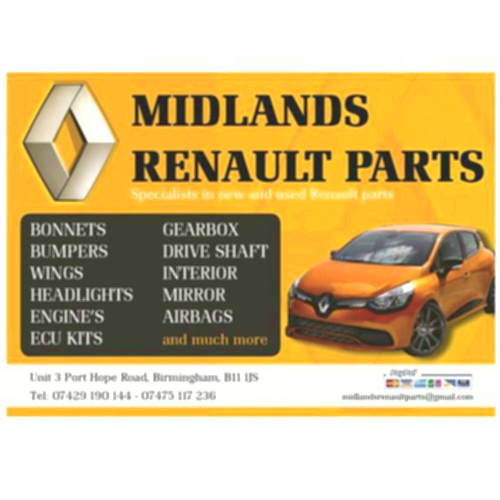 MIDLANDS
RENAULT PARTS
Specialists in new and used Renault parts
BONNETS
BUMPERS
WINGS
HEADLIGHTS
ENGINE'S
ECU KITS
GEARBOX
DRIVE SHAFT
INTERIOR
MIRROR
AIRBAGS
and much more
Unit 3 Port Hope Road, Birmingham, B11 1JS
Tel: 07429 190 144 - 07475 117 236
PayPal
midlandsrenaultparts@gmail.com